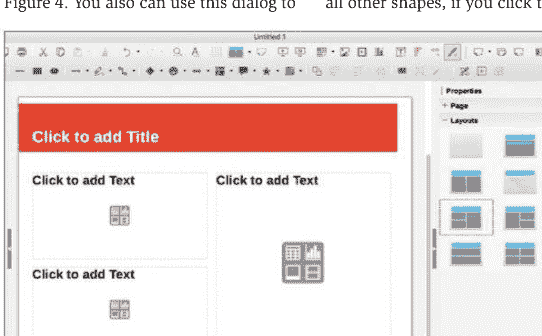 Figure 4. You also can use this dialog to
all other shapes, if you click t
Untitled 1
Properties
Page
Layouts
Click to add Title
Click to add Text
Click to add Text
Click to add Text